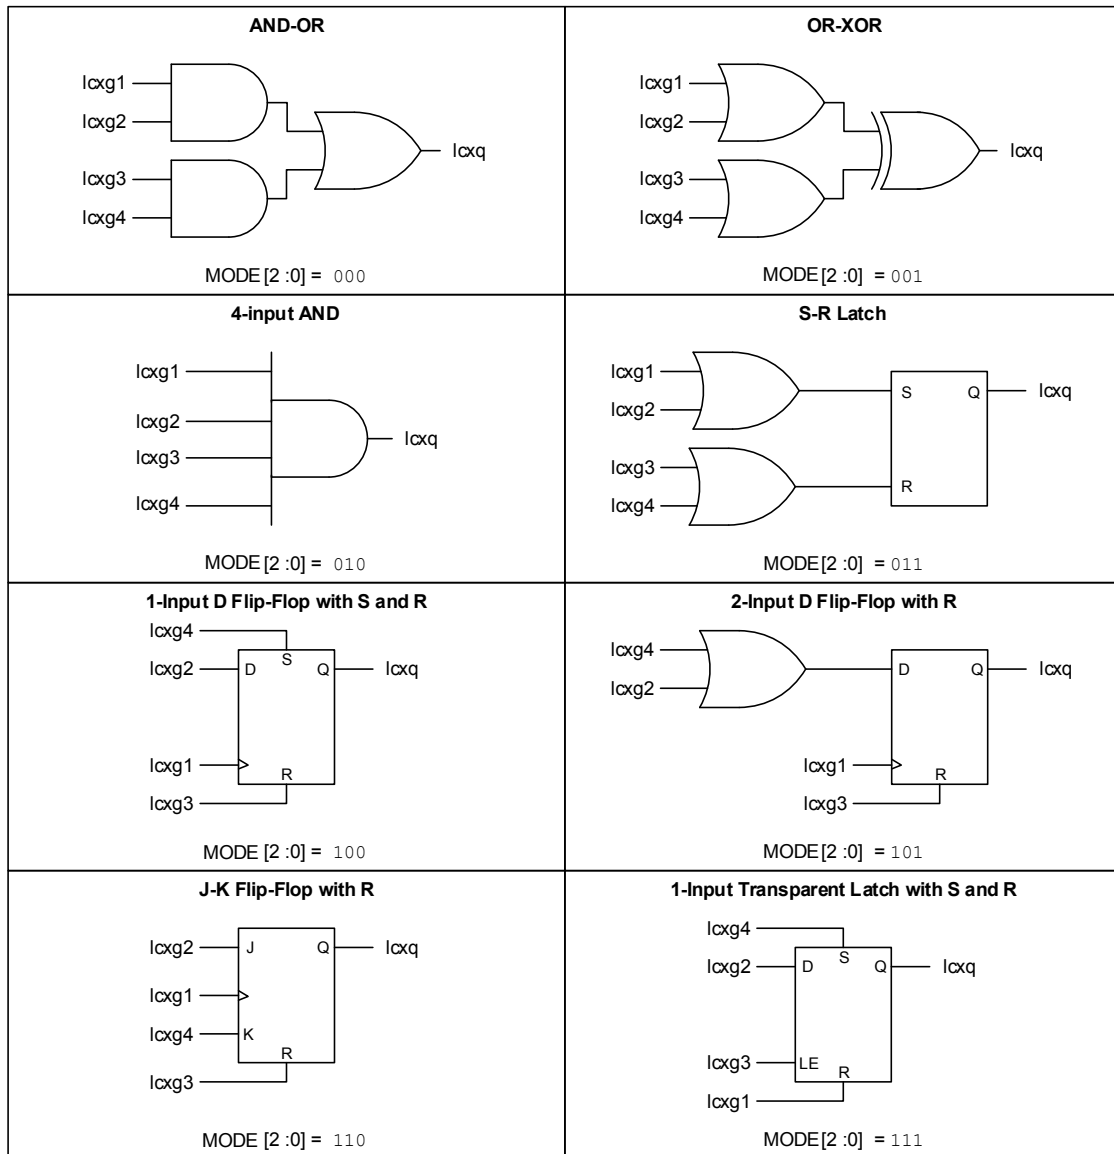 AND-OR
lcxg1
lcxg2
lcxg3
lcxg4
lcxq
MODE [2 :0] = 000
OR-XOR
lcxg1
lcxg2
lcxg3
lcxg4
lcxq
MODE[2 :0] = 001
4-input AND
lcxg1
lcxg2
lcxg3
lcxg4
lcxq
MODE [2 :0] = 010
S-R Latch
lcxg1
lcxg2
lcxg3
lcxg4
S Q
R
lcxq
MODE[2 :0] = 011
1-Input D Flip-Flop with S and R
lcxg4
S
lcxg2 D Q lcxq
lcxg1
R
lcxg3
MODE [2 :0] = 100
2-Input D Flip-Flop with R
lcxg4
D Q lcxq
lcxg2
lcxg1
R
lcxg3
MODE[2 :0] = 101
J-K Flip-Flop with R
lcxg2 J Q lcxq
lcxg1
lcxg4 K
R
lcxg3
MODE [2 :0] = 110
1-Input Transparent Latch with S and R
lcxg4
S
lcxg2 D Q lcxq
lcxg3 LE
R
lcxg1
MODE[2 :0] = 111